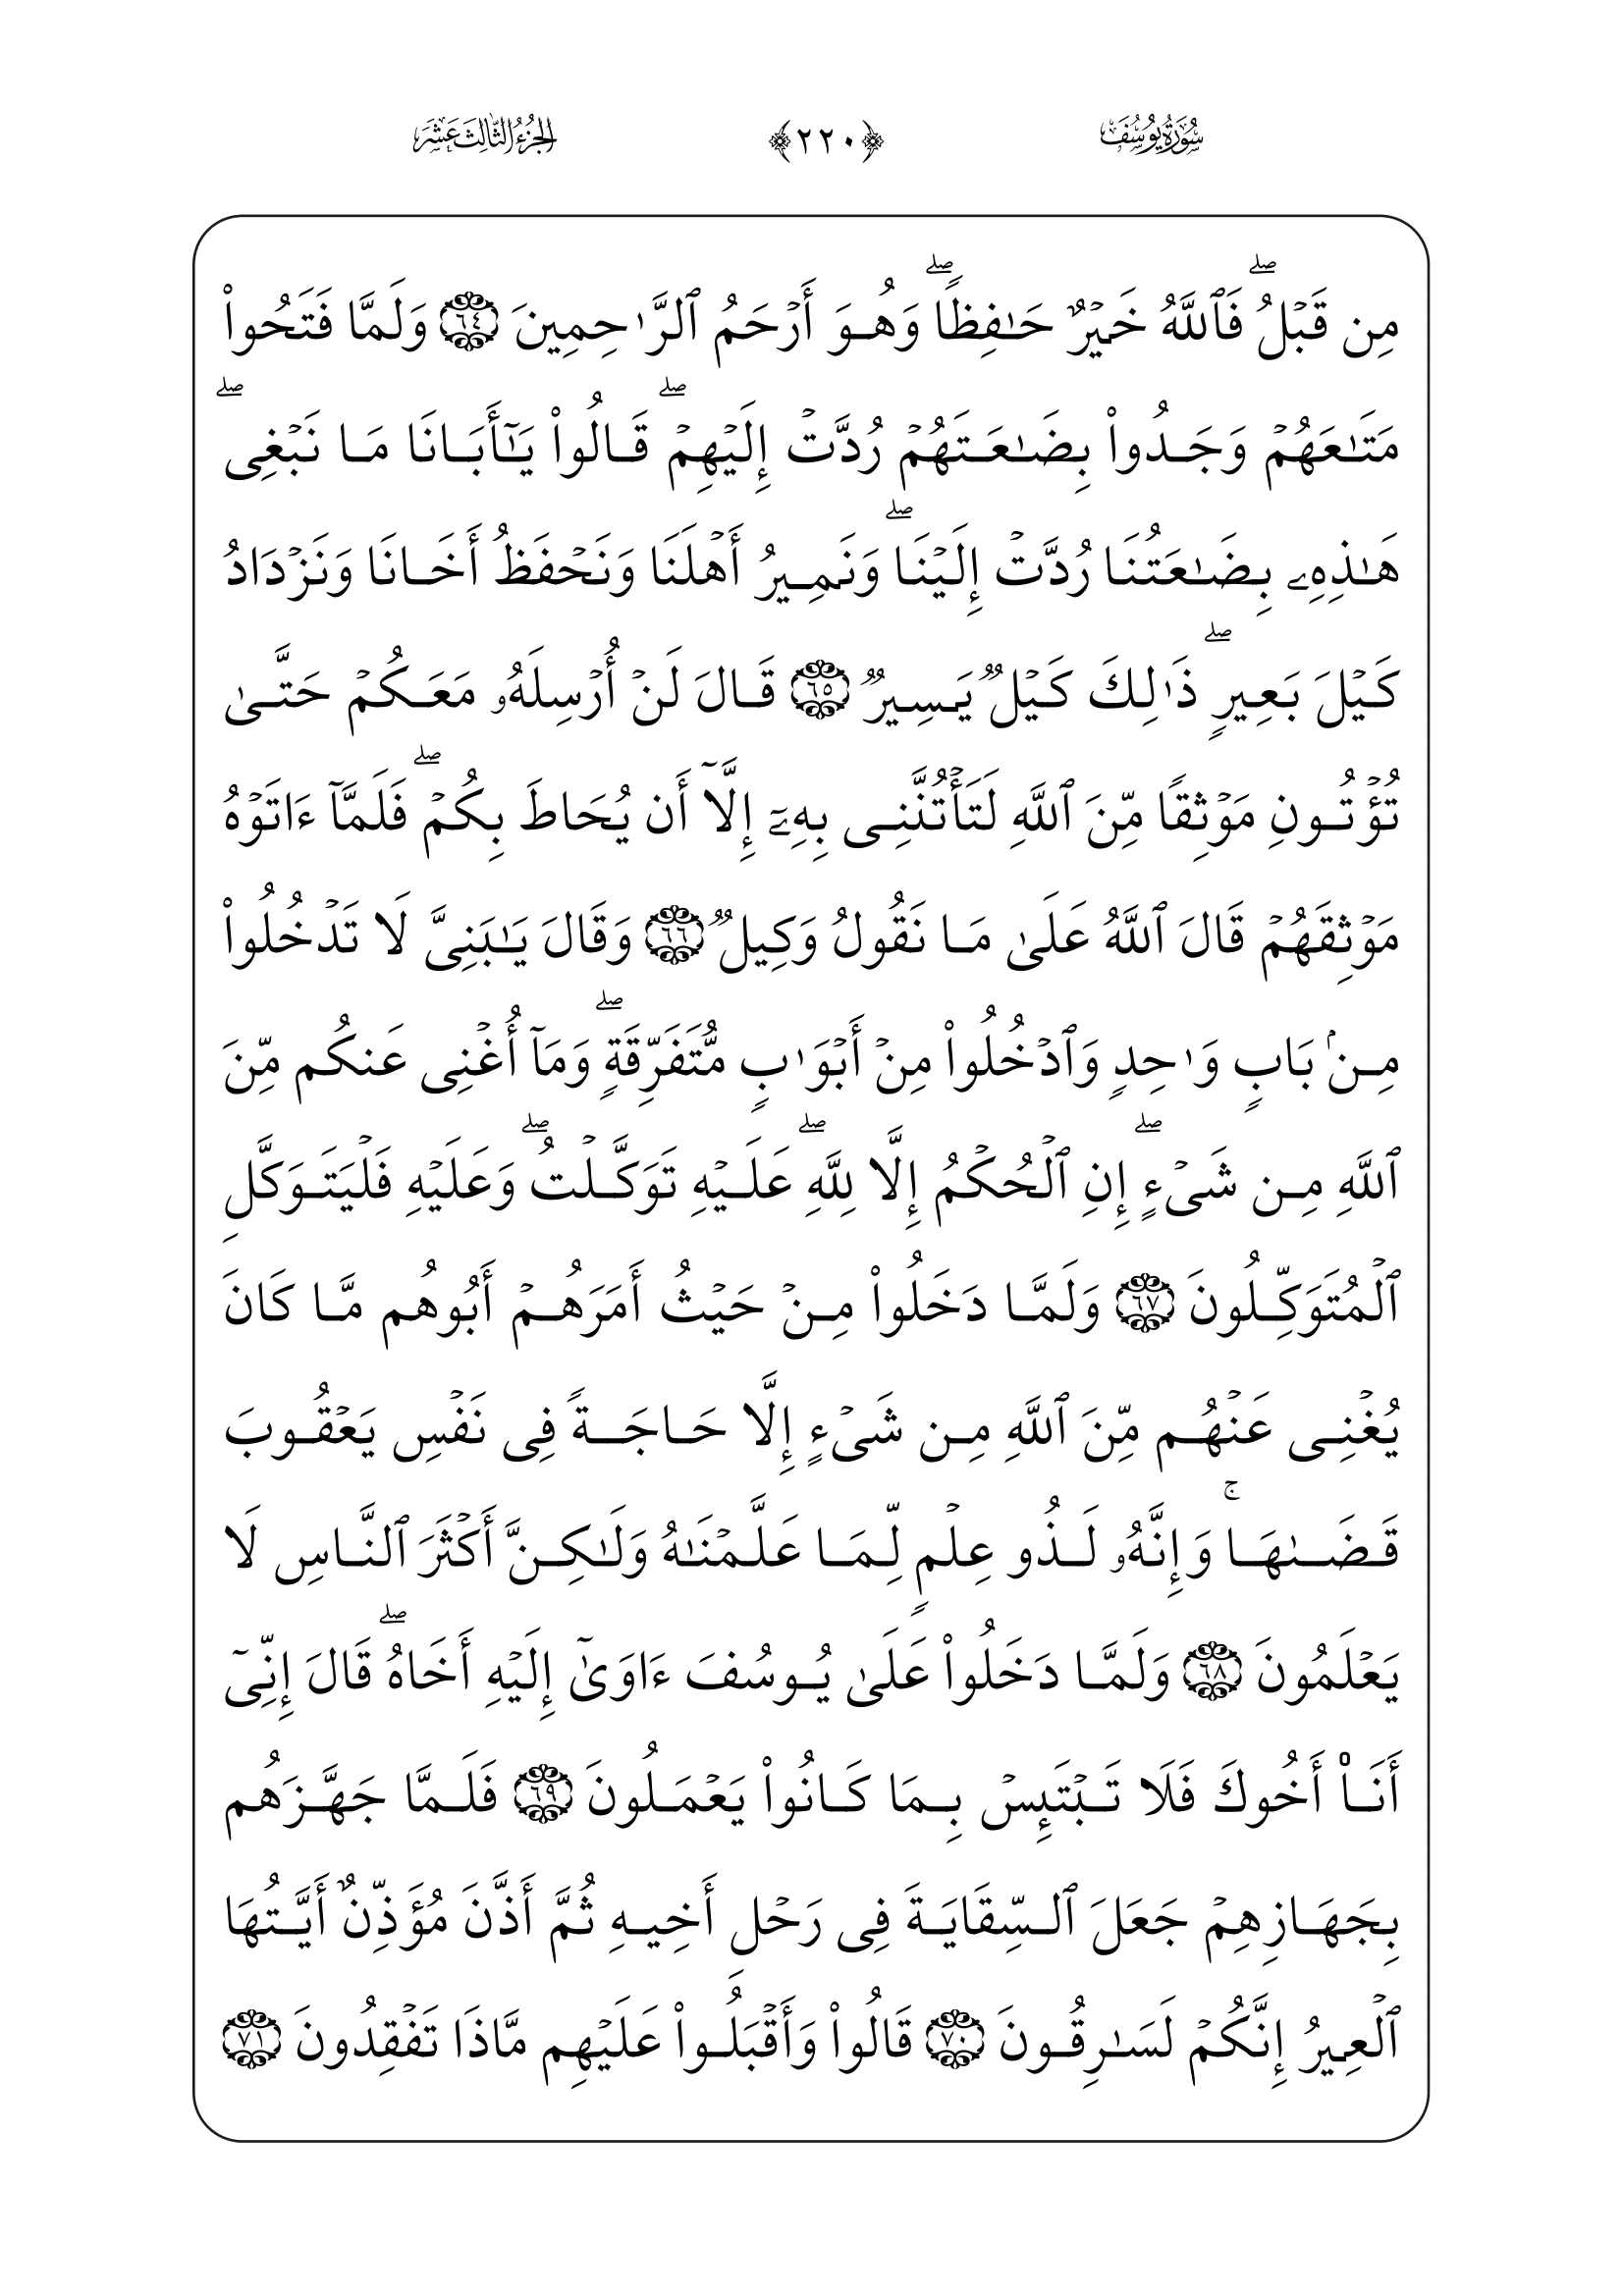 سُورَةُ يُوسُفَ ﴿٢٢٠﴾ الجُزْءُ الثَّالِثَ عَشَرَ
مِن قَبۡلُۖ فَٱللَّهُ خَيۡرٌ حَـٰفِظࣰاۖ وَهُوَ أَرۡحَمُ ٱلرَّ ٰحِمِينَ ٦٤ وَلَمَّا فَتَحُوا۟
مَتَـٰعَهُمۡ وَجَدُوا۟ بِضَـٰعَتَهُمۡ رُدَّتۡ إِلَيۡهِمۡۖ قَالُوا۟ يَـٰۤأَبَانَا مَا نَبۡغِیۖ
هَـٰذِهِۦ بِضَـٰعَتُنَا رُدَّتۡ إِلَيۡنَاۖ وَنَمِيرُ أَهۡلَنَا وَنَحۡفَظُ أَخَانَا وَنَزۡدَادُ
كَيۡلَ بَعِيرࣲۖ ذَ ٰلِكَ كَيۡلࣱ يَسِيرࣱ ٦٥ قَالَ لَنۡ أُرۡسِلَهُۥ مَعَكُمۡ حَتَّىٰ
تُؤۡتُونِ مَوۡثِقࣰا مِّنَ ٱللَّهِ لَتَأۡتُنَّنِی بِهِۦۤ إِلَّاۤ أَن يُحَاطَ بِكُمۡۖ فَلَمَّاۤ ءَاتَوۡهُ
مَوۡثِقَهُمۡ قَالَ ٱللَّهُ عَلَىٰ مَا نَقُولُ وَكِيلࣱ ٦٦ وَقَالَ يَـٰبَنِیَّ لَا تَدۡخُلُوا۟
مِنۢ بَابࣲ وَ ٰحِدࣲ وَٱدۡخُلُوا۟ مِنۡ أَبۡوَ ٰبࣲ مُّتَفَرِّقَةࣲۖ وَمَاۤ أُغۡنِی عَنكُم مِّنَ
ٱللَّهِ مِن شَیۡءٍۖ إِنِ ٱلۡحُكۡمُ إِلَّا لِلَّهِۖ عَلَيۡهِ تَوَكَّلۡتُۖ وَعَلَيۡهِ فَلۡيَتَوَكَّلِ
ٱلۡمُتَوَكِّلُونَ ٦٧ وَلَمَّا دَخَلُوا۟ مِنۡ حَيۡثُ أَمَرَهُمۡ أَبُوهُم مَّا كَانَ
يُغۡنِی عَنۡهُم مِّنَ ٱللَّهِ مِن شَیۡءٍ إِلَّا حَاجَةࣰ فِی نَفۡسِ يَعۡقُوبَ
قَضَىٰهَاۚ وَإِنَّهُۥ لَذُو عِلۡمࣲ لِّمَا عَلَّمۡنَـٰهُ وَلَـٰكِنَّ أَكۡثَرَ ٱلنَّاسِ لَا
يَعۡلَمُونَ ٦٨ وَلَمَّا دَخَلُوا۟ عَلَىٰ يُوسُفَ ءَاوَىٰۤ إِلَيۡهِ أَخَاهُۖ قَالَ إِنِّیۤ
أَنَا۠ أَخُوكَ فَلَا تَبۡتَىِٕسۡ بِمَا كَانُوا۟ يَعۡمَلُونَ ٦٩ فَلَمَّا جَهَّزَهُم
بِجَهَازِهِمۡ جَعَلَ ٱلسِّقَايَةَ فِی رَحۡلِ أَخِيهِ ثُمَّ أَذَّنَ مُؤَذِّنٌ أَيَّتُهَا
ٱلۡعِيرُ إِنَّكُمۡ لَسَـٰرِقُونَ ٧٠ قَالُوا۟ وَأَقۡبَلُوا۟ عَلَيۡهِم مَّاذَا تَفۡقِدُونَ ٧١